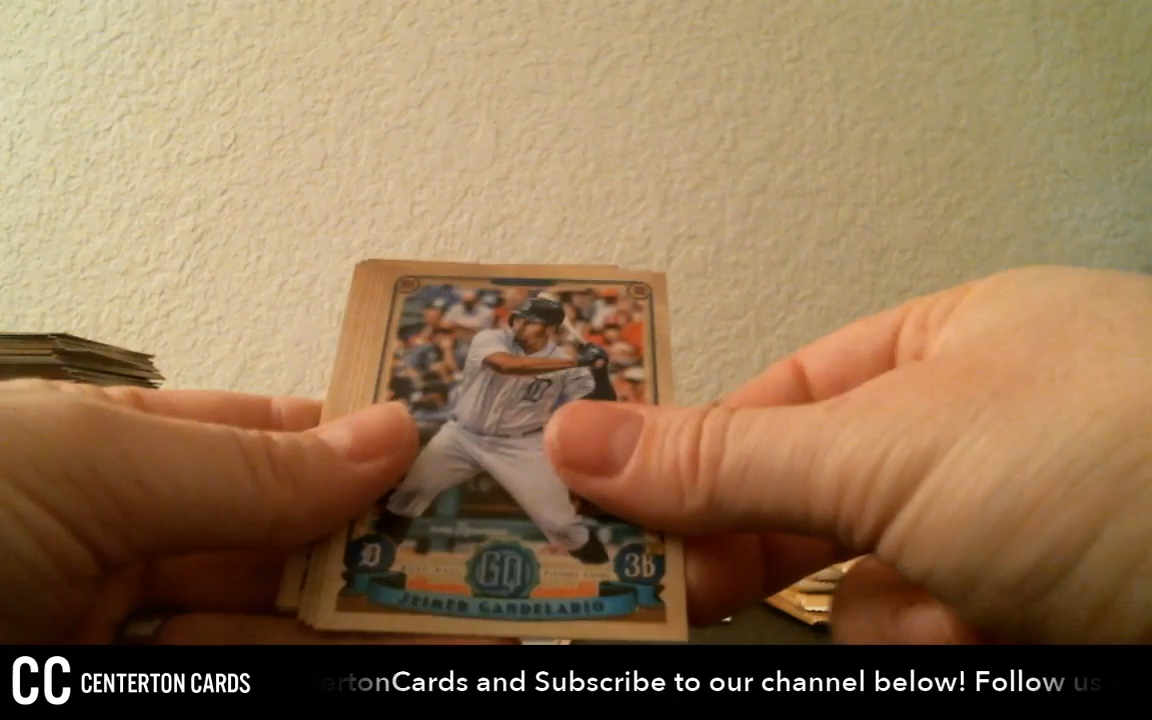 D
GQ
3b
JEIMER CANDELARIO
CC CENTERTON CARDS
ertonCards and Subscribe to our channel below! Follow us